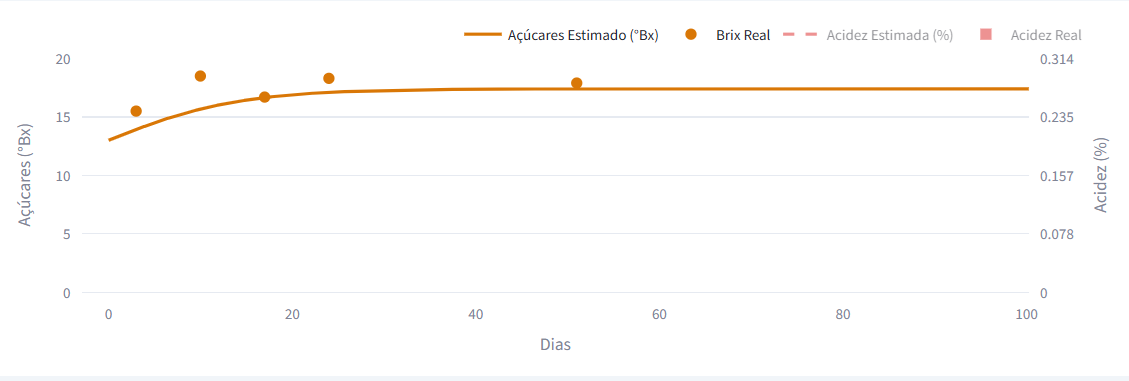 Açúcares Estimado (°Bx) Brix Real Acidez Estimada (%) Acidez Real
20 0.314
15 0.235
10 0.157
5 0.078
0 0
Açúcares (°Bx)
Acidez (%)
0 20 40 60 80 100
Dias